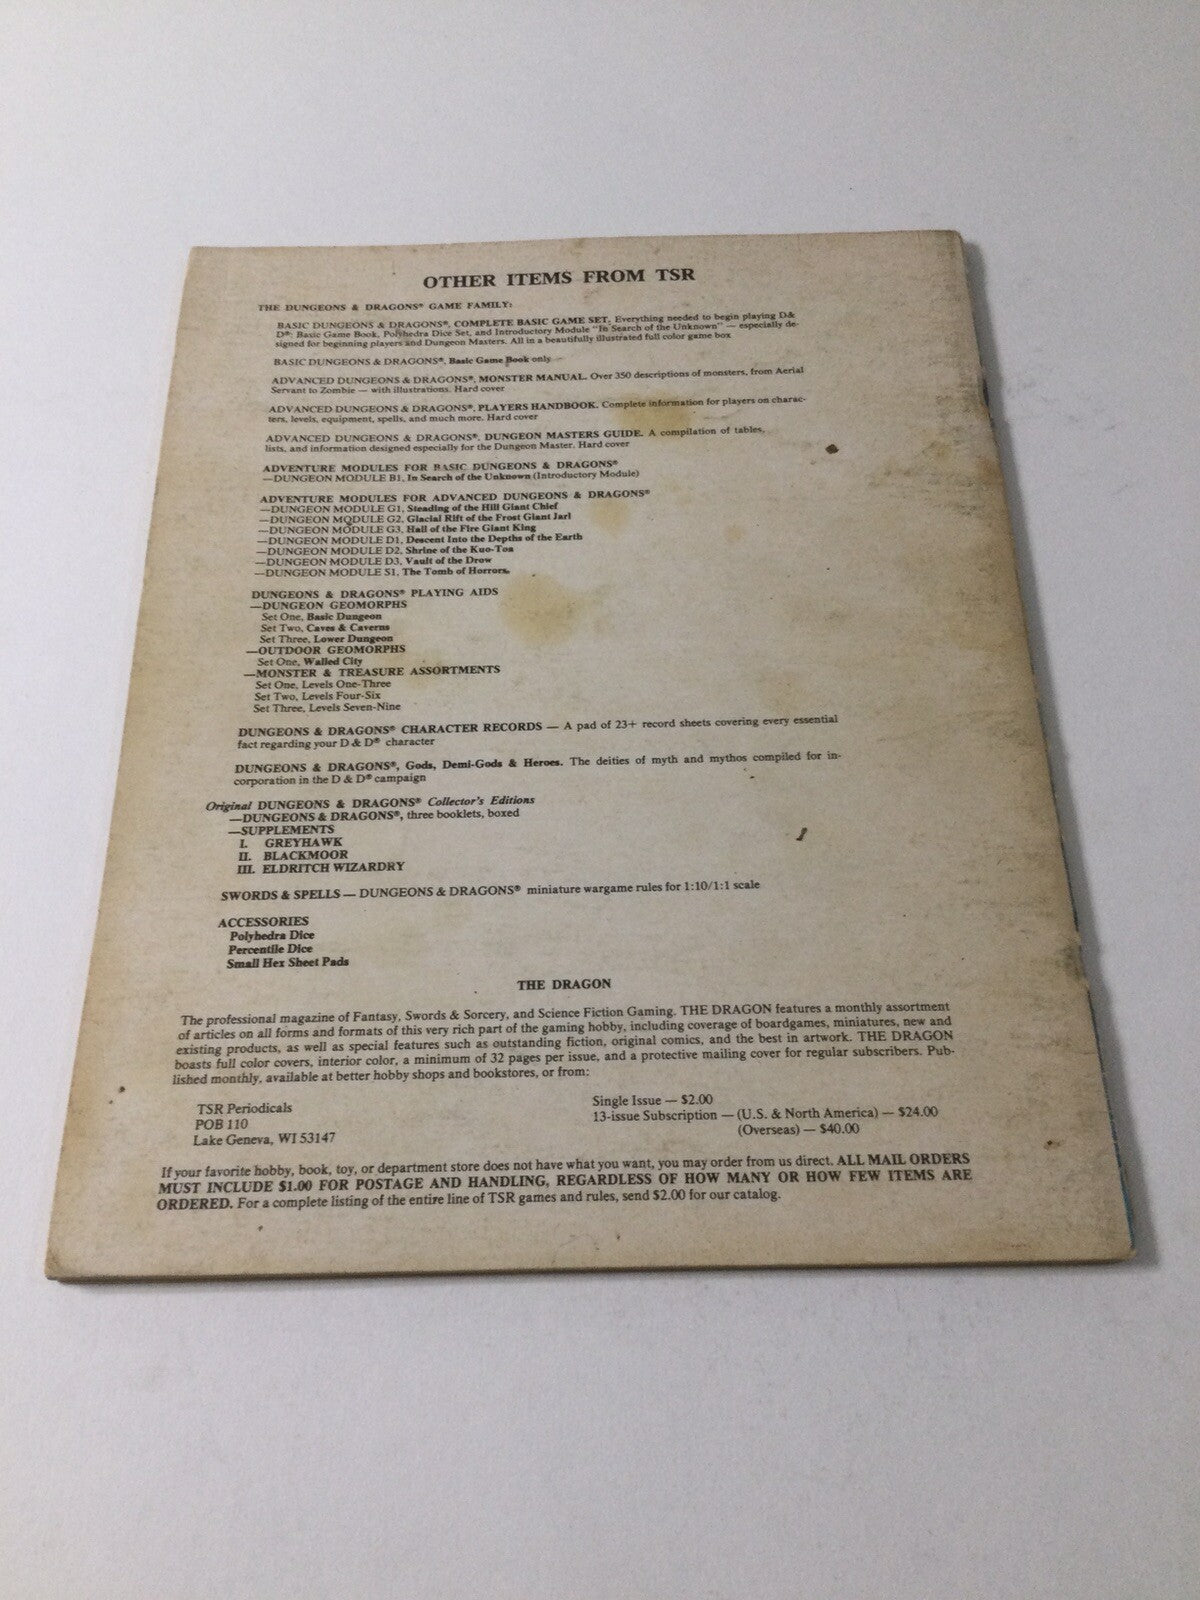 OTHER ITEMS FROM TSR
THE DUNGEONS & DRAGONS® GAME FAMILY:
BASIC DUNGEONS & DRAGONS®, COMPLETE BASIC GAME SET. Everything needed to begin playing D&
D®: Basic Game Book, Polyhedra Dice Set, and Introductory Module "In Search of the Unknown" — especially de-
signed for beginning players and Dungeon Masters. All in a beautifully illustrated full color game box
BASIC DUNGEONS & DRAGONS®, Basic Game Book only
ADVANCED DUNGEONS & DRAGONS®, MONSTER MANUAL. Over 350 descriptions of monsters, from Aerial
Servant to Zombie — with illustrations. Hard cover
ADVANCED DUNGEONS & DRAGONS®, PLAYERS HANDBOOK. Complete information for players on charac-
ters, levels, equipment, spells, and much more. Hard cover
ADVANCED DUNGEONS & DRAGONS®, DUNGEON MASTERS GUIDE. A compilation of tables,
lists, and information designed especially for the Dungeon Master. Hard cover
ADVENTURE MODULES FOR BASIC DUNGEONS & DRAGONS®
—DUNGEON MODULE B1, In Search of the Unknown (Introductory Module)
ADVENTURE MODULES FOR ADVANCED DUNGEONS & DRAGONS®
—DUNGEON MODULE G1, Steading of the Hill Giant Chief
—DUNGEON MODULE G2, Glacial Rift of the Frost Giant Jarl
—DUNGEON MODULE G3, Hall of the Fire Giant King
—DUNGEON MODULE D1, Descent Into the Depths of the Earth
—DUNGEON MODULE D2, Shrine of the Kuo-Toa
—DUNGEON MODULE D3, Vault of the Drow
—DUNGEON MODULE S1, The Tomb of Horrors
DUNGEONS & DRAGONS® PLAYING AIDS
—DUNGEON GEOMORPHS
Set One, Basic Dungeon
Set Two, Caves & Caverns
Set Three, Lower Dungeon
—OUTDOOR GEOMORPHS
Set One, Walled City
—MONSTER & TREASURE ASSORTMENTS
Set One, Levels One-Three
Set Two, Levels Four-Six
Set Three, Levels Seven-Nine
DUNGEONS & DRAGONS® CHARACTER RECORDS — A pad of 23+ record sheets covering every essential
fact regarding your D & D® character
DUNGEONS & DRAGONS®, Gods, Demi-Gods & Heroes. The deities of myth and mythos compiled for in-
corporation in the D & D® campaign
Original DUNGEONS & DRAGONS® Collector's Editions
—DUNGEONS & DRAGONS®, three booklets, boxed
—SUPPLEMENTS
I. GREYHAWK
II. BLACKMOOR
III. ELDRITCH WIZARDRY
SWORDS & SPELLS — DUNGEONS & DRAGONS® miniature wargame rules for 1:10/1:1 scale
ACCESSORIES
Polyhedra Dice
Percentile Dice
Small Hex Sheet Pads
THE DRAGON
The professional magazine of Fantasy, Swords & Sorcery, and Science Fiction Gaming. THE DRAGON features a monthly assortment
of articles on all forms and formats of this very rich part of the gaming hobby, including coverage of boardgames, miniatures, new and
existing products, as well as special features such as outstanding fiction, original comics, and the best in artwork. THE DRAGON
boasts full color covers, interior color, a minimum of 32 pages per issue, and a protective mailing cover for regular subscribers. Pub-
lished monthly, available at better hobby shops and bookstores, or from:
TSR Periodicals
POB 110
Lake Geneva, WI 53147
Single Issue — $2.00
13-issue Subscription — (U.S. & North America) — $24.00
(Overseas) — $40.00
If your favorite hobby, book, toy, or department store does not have what you want, you may order from us direct. ALL MAIL ORDERS
MUST INCLUDE $1.00 FOR POSTAGE AND HANDLING, REGARDLESS OF HOW MANY OR HOW FEW ITEMS ARE
ORDERED. For a complete listing of the entire line of TSR games and rules, send $2.00 for our catalog.